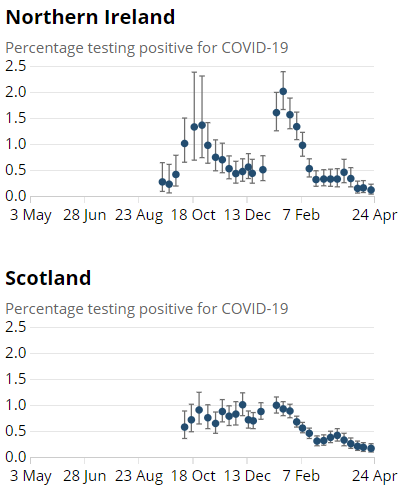 Northern Ireland
Percentage testing positive for COVID-19
2.5
2.0
1.5
1.0
0.5
0.0
3 May 28 Jun 23 Aug 18 Oct 13 Dec 7 Feb 24 Apr
Scotland
Percentage testing positive for COVID-19
2.5
2.0
1.5
1.0
0.5
0.0
3 May 28 Jun 23 Aug 18 Oct 13 Dec 7 Feb 24 Apr